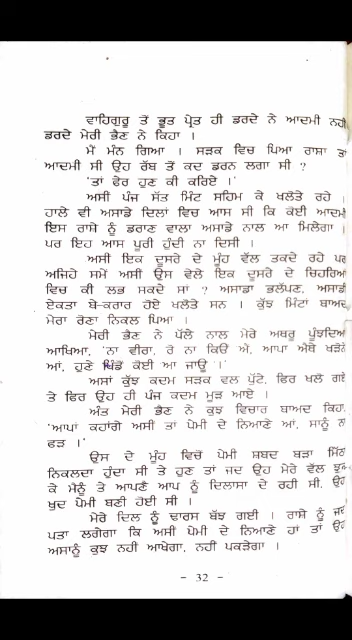 ਵਾਹਿਗੁਰੂ ਤੋਂ ਭੂਤ ਪ੍ਰੇਤ ਹੀ ਡਰਦੇ ਨੇ ਆਦਮੀ ਨਹੀਂ
ਡਰਦੇ ਮੇਰੀ ਭੈਣ ਨੇ ਕਿਹਾ ।
ਮੈਂ ਮੰਨ ਗਿਆ । ਸੜਕ ਵਿਚ ਪਿਆ ਰਾਸ਼ਾ ਤਾਂ
ਆਦਮੀ ਸੀ ਉਹ ਰੱਬ ਤੋਂ ਕਦ ਡਰਨ ਲਗਾ ਸੀ ?
'ਤਾਂ ਫੇਰ ਹੁਣ ਕੀ ਕਰਿਏ ।'
ਅਸੀ ਪੰਜ ਸੱਤ ਮਿੰਟ ਸਹਿਮ ਕੇ ਖਲੋਤੇ ਰਹੇ ।
ਹਾਲੇ ਵੀ ਅਸਾਡੇ ਦਿਲਾਂ ਵਿਚ ਆਸ ਸੀ ਕਿ ਕੋਈ ਆਦਮੀ
ਇਸ ਰਾਸ਼ੇ ਨੂੰ ਡਰਾਣ ਵਾਲਾ ਅਸਾਡੇ ਨਾਲ ਆ ਮਿਲੇਗਾ ।
ਪਰ ਇਹ ਆਸ ਪੂਰੀ ਹੁੰਦੀ ਨਾ ਦਿਸੀ ।
ਅਸੀ ਇਕ ਦੂਸਰੇ ਦੇ ਮੂੰਹ ਵੱਲ ਤਕਦੇ ਰਹੇ ਪਰ
ਅਜਿਹੇ ਸਮੇਂ ਅਸੀ ਉਸ ਵੇਲੇ ਇਕ ਦੂਸਰੇ ਦੇ ਚਿਹਰਿਆਂ
ਵਿਚ ਕੀ ਲਭ ਸਕਦੇ ਸਾਂ ? ਅਸਾਡਾ ਭਲੱਪਣ, ਅਸਾਡੀ
ਏਕਤਾ ਬੇ-ਕਰਾਰ ਹੋਏ ਖਲੋਤੇ ਸਨ । ਕੁੱਝ ਮਿੰਟਾਂ ਬਾਅਦ
ਮੇਰਾ ਰੋਣਾ ਨਿਕਲ ਪਿਆ ।
ਮੇਰੀ ਭੈਣ ਨੇ ਪੱਲੇ ਨਾਲ ਮੇਰੇ ਅਥਰੂ ਪੂੰਝਦਿਆਂ
ਆਖਿਆ, 'ਨਾ ਵੀਰਾ, ਰੋ ਨਾ ਕਿਉਂ ਅੰ, ਆਪਾ ਐਥੇ ਖੜੋਨੇ
ਆਂ, ਹੁਣੇ ਪਿੰਡੋਂ ਕੋਈ ਆ ਜਾਊ ।'
ਅਸਾਂ ਕੁੱਝ ਕਦਮ ਸੜਕ ਵਲ ਪੁੱਟੇ, ਫਿਰ ਖਲੋ ਗਏ
ਤੇ ਫਿਰ ਉਹ ਹੀ ਪੰਜ ਕਦਮ ਮੁੜ ਆਏ ।
ਅੰਤ ਮੇਰੀ ਭੈਣ ਨੇ ਕੁਝ ਵਿਚਾਰ ਬਾਅਦ ਕਿਹਾ,
'ਆਪਾਂ ਕਹਾਂਗੇ ਅਸੀ ਤਾਂ ਪੇਮੀ ਦੇ ਨਿਆਣੇ ਆਂ, ਸਾਨੂੰ ਨਾ
ਫੜ ।'
ਉਸ ਦੇ ਮੂੰਹ ਵਿਚੋਂ ਪੇਮੀ ਸ਼ਬਦ ਬੜਾ ਮਿੱਠਾ
ਨਿਕਲਦਾ ਹੁੰਦਾ ਸੀ ਤੇ ਹੁਣ ਤਾਂ ਜਦ ਉਹ ਮੇਰੇ ਵੱਲ ਝੁਕ
ਕੇ ਮੈਨੂੰ ਤੇ ਆਪਣੇ ਆਪ ਨੂੰ ਦਿਲਾਸਾ ਦੇ ਰਹੀ ਸੀ, ਉਹ
ਖੁਦ ਪੇਮੀ ਬਣੀ ਹੋਈ ਸੀ ।
ਮੇਰੇ ਦਿਲ ਨੂੰ ਢਾਰਸ ਬੱਝ ਗਈ । ਰਾਸ਼ੇ ਨੂੰ ਜਦ
ਪਤਾ ਲਗੇਗਾ ਕਿ ਅਸੀ ਪੇਮੀ ਦੇ ਨਿਆਣੇ ਹਾਂ ਤਾਂ ਉਹ
ਅਸਾਨੂੰ ਕੁਝ ਨਹੀ ਆਖੇਗਾ, ਨਹੀਂ ਪਕੜੇਗਾ ।
- 32 -